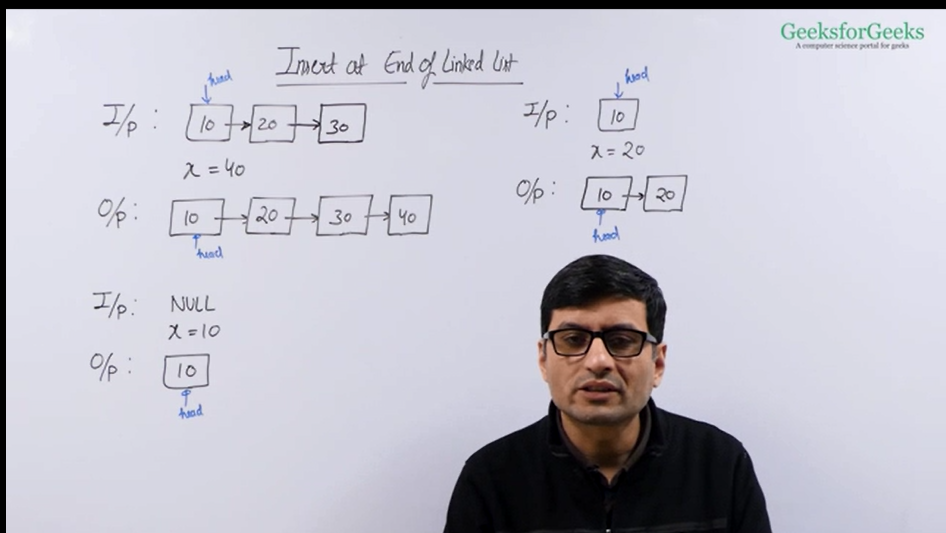 GeeksforGeeks
A computer science portal for geeks
Insert at End of Linked List
head
I/p : 10 20 30
x = 40
O/p : 10 20 30 40
head
head
I/p : 10
x = 20
O/p : 10 20
head
I/p : NULL
x = 10
O/p : 10
head